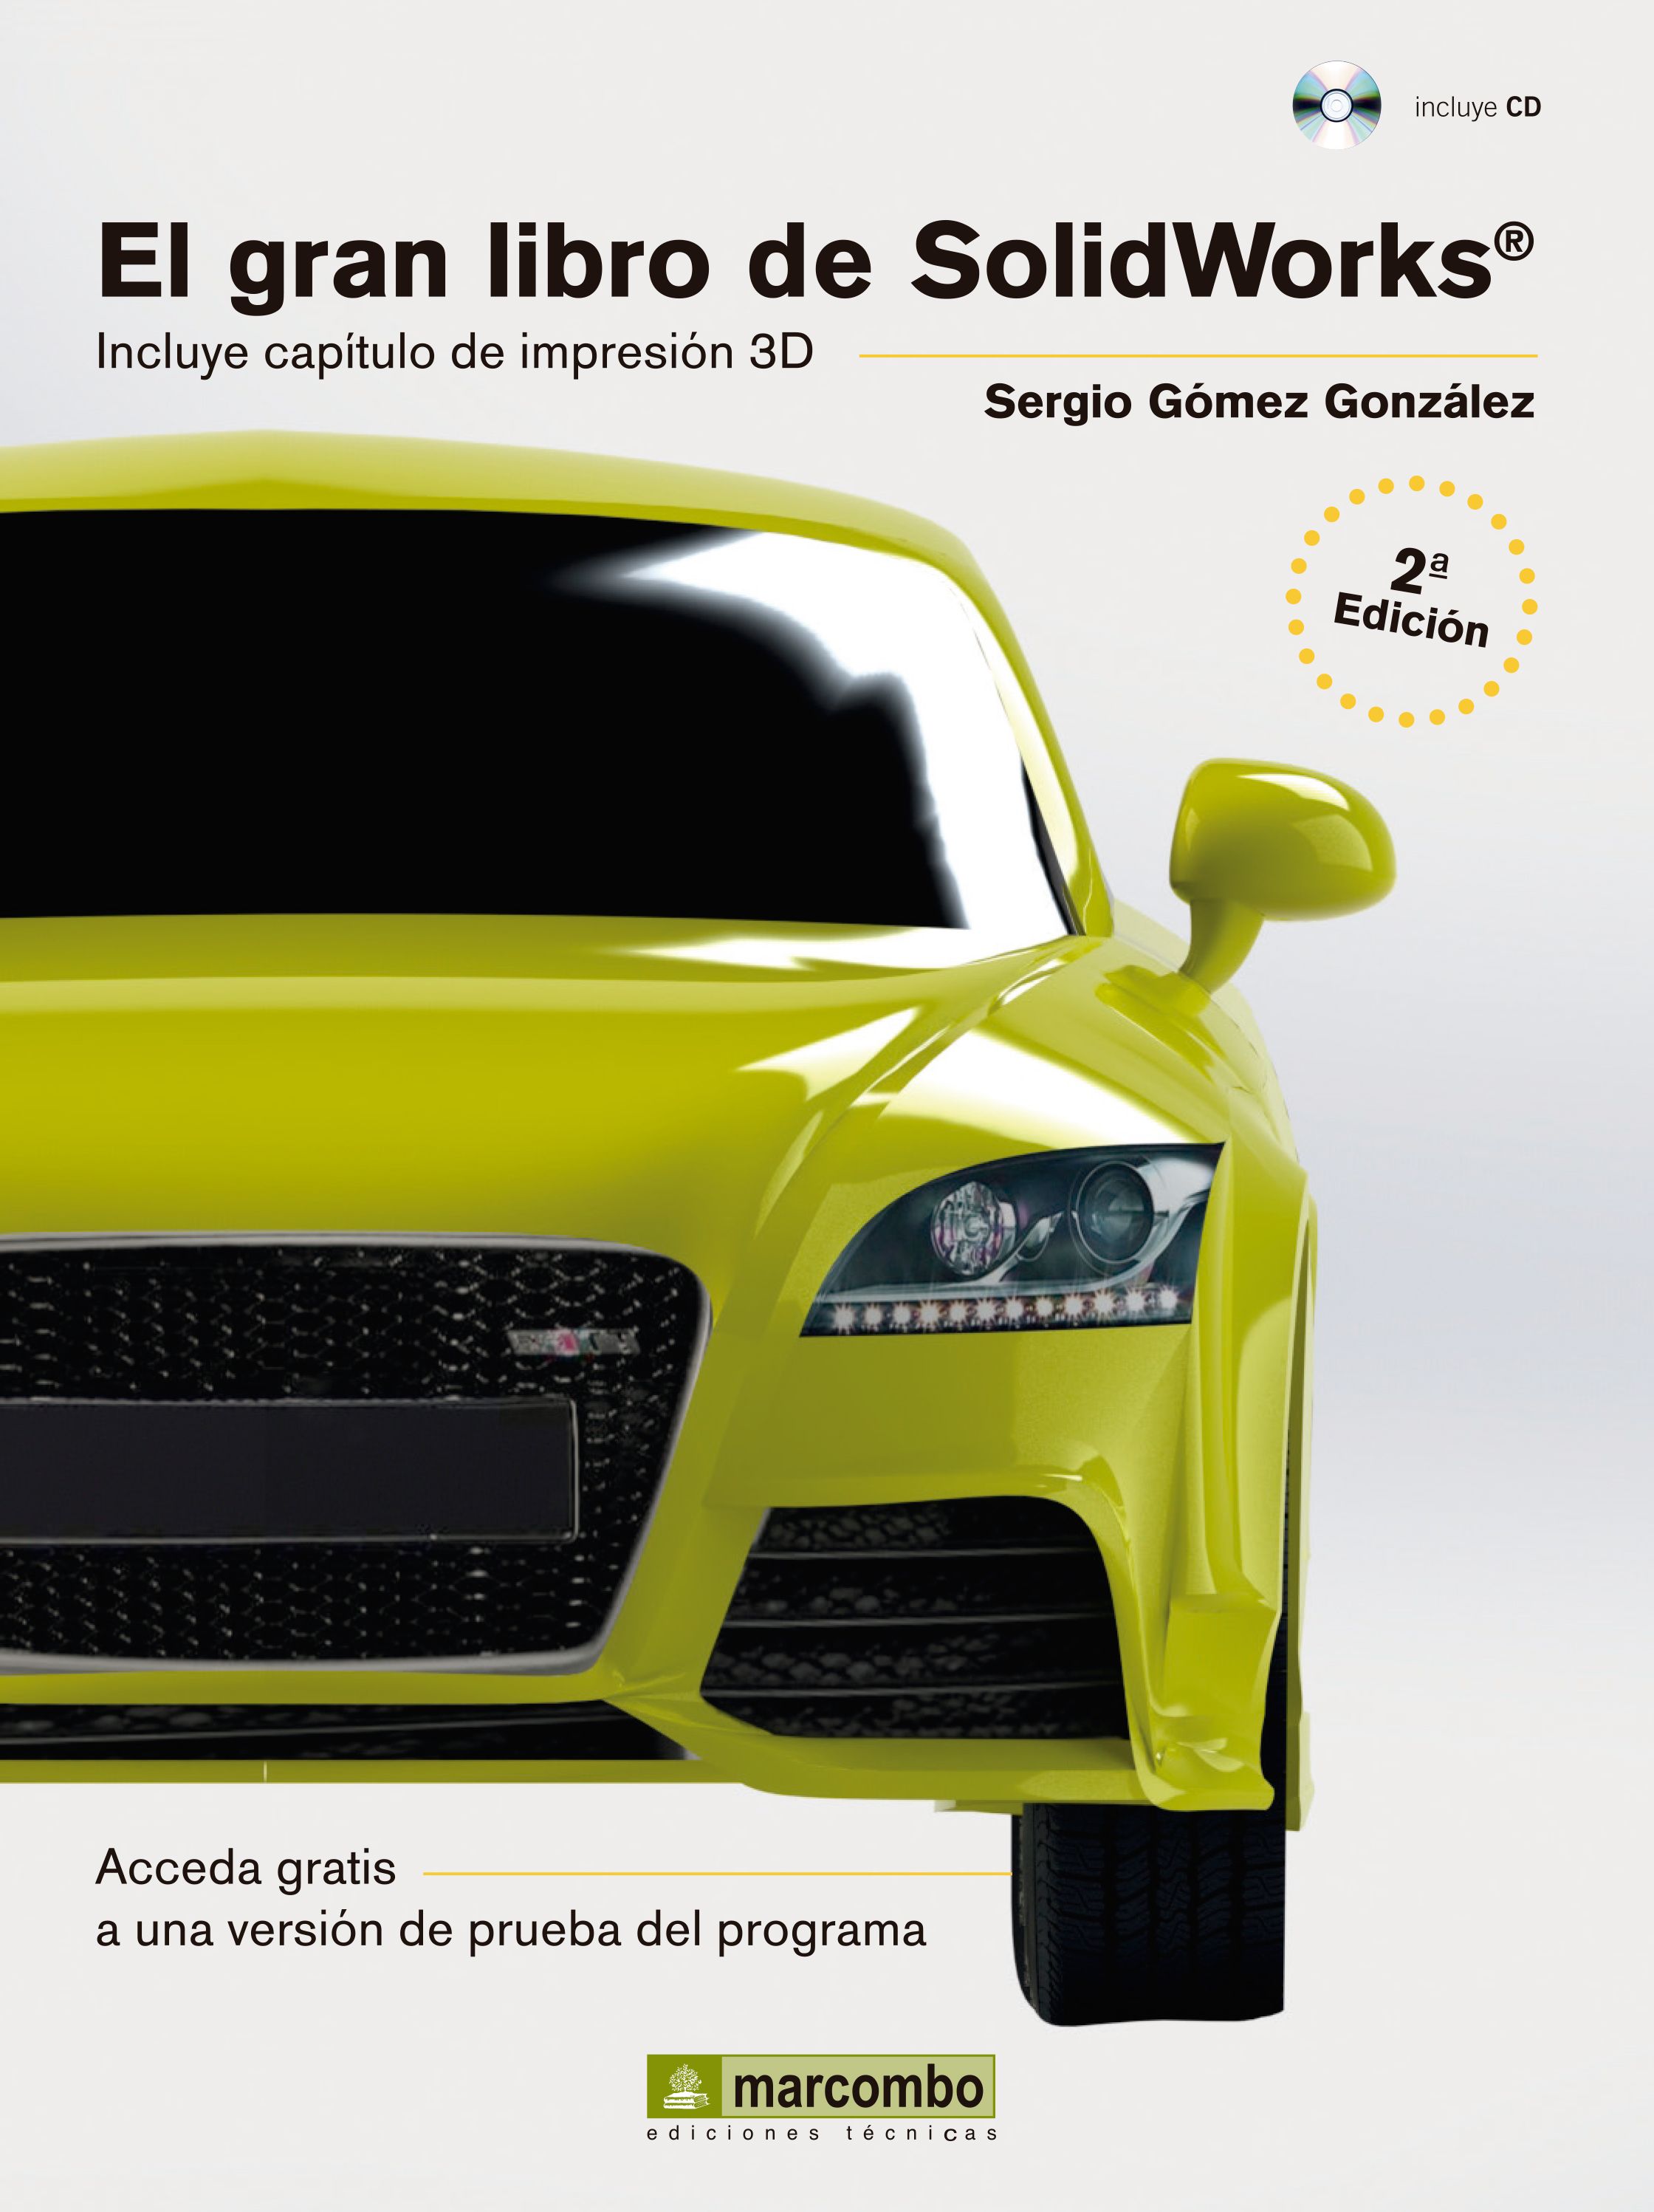 incluye CD
El gran libro de SolidWorks®
Incluye capítulo de impresión 3D
Sergio Gómez González
2ª
Edición
Acceda gratis
a una versión de prueba del programa
marcombo
ediciones técnicas